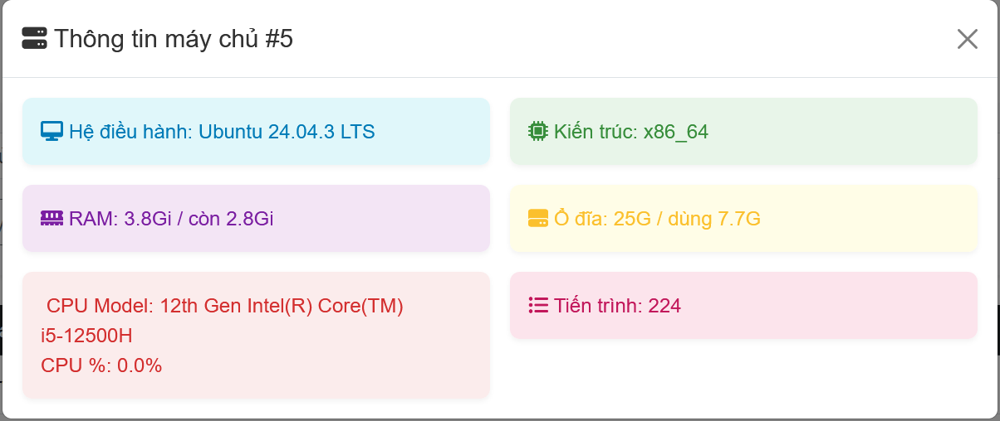 Thông tin máy chủ #5
Hệ điều hành: Ubuntu 24.04.3 LTS
Kiến trúc: x86_64
RAM: 3.8Gi / còn 2.8Gi
Ổ đĩa: 25G / dùng 7.7G
CPU Model: 12th Gen Intel(R) Core(TM)
i5-12500H
CPU %: 0.0%
Tiến trình: 224